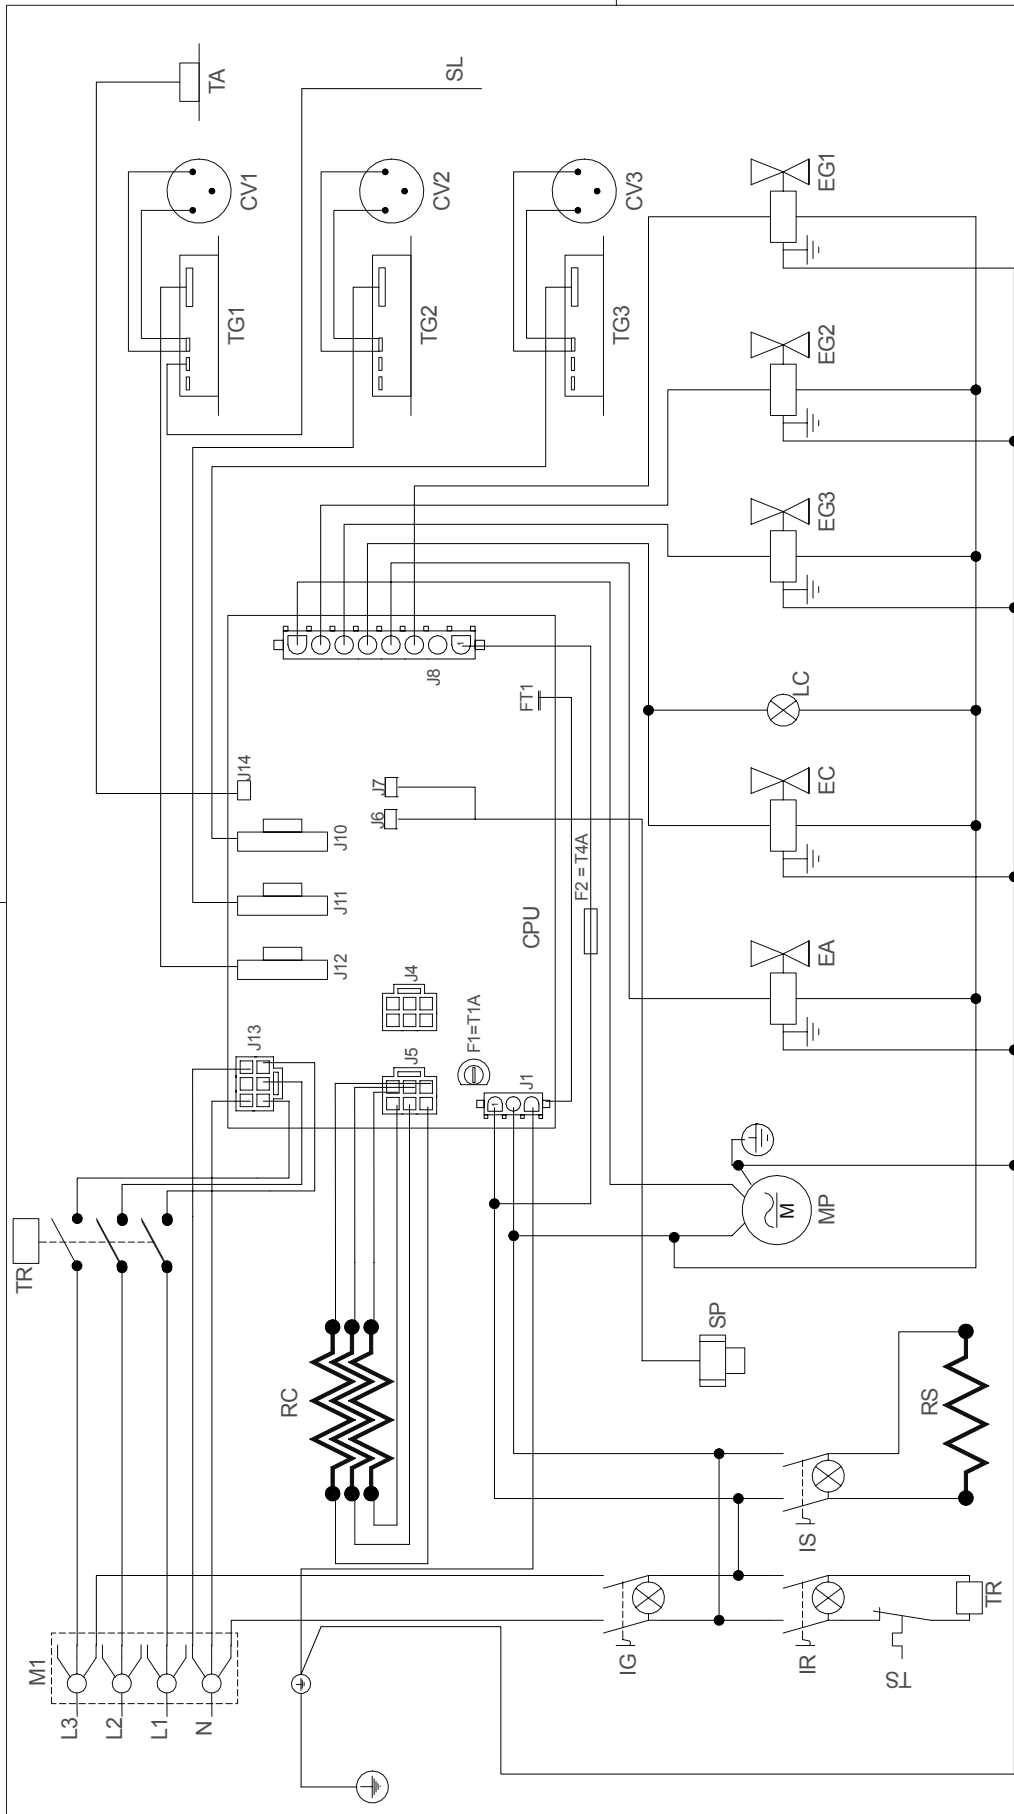 TA
SL
CV1
CV2
CV3
TG1
TG2
TG3
EG1
EG2
EG3
LC
EC
EA
J8
1
FT1
J14
J7
J6
J10
J11
J12
F2 = T4A
CPU
J4
J13
J5
F1=T1A
J1
1
TR
M
MP
RC
SP
RS
IS
IG
IR
TR
TS
M1
L3
L2
L1
N